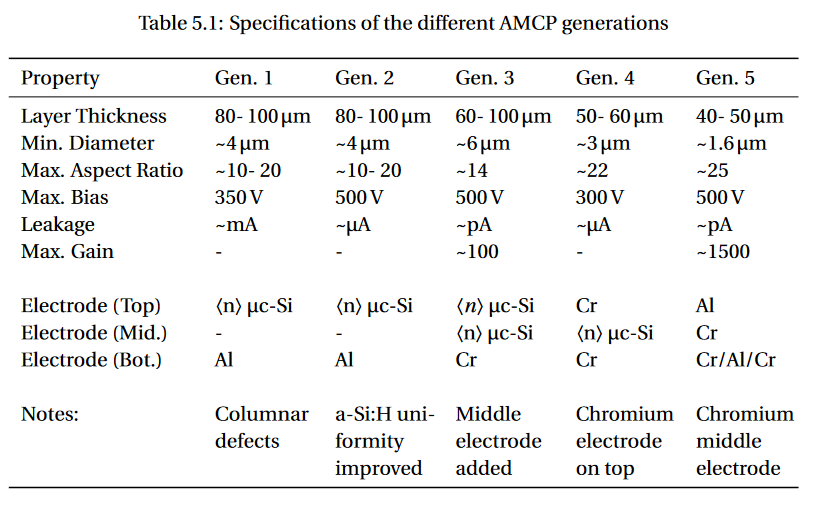 Table 5.1: Specifications of the different AMCP generations
Property Gen. 1 Gen. 2 Gen. 3 Gen. 4 Gen. 5
Layer Thickness 80- 100 µm 80- 100 µm 60- 100 µm 50- 60 µm 40- 50 µm
Min. Diameter ~4 µm ~4 µm ~6 µm ~3 µm ~1.6 µm
Max. Aspect Ratio ~10- 20 ~10- 20 ~14 ~22 ~25
Max. Bias 350 V 500 V 500 V 300 V 500 V
Leakage ~mA ~µA ~pA ~µA ~pA
Max. Gain - - ~100 - ~1500
Electrode (Top) ⟨n⟩ µc-Si ⟨n⟩ µc-Si ⟨n⟩ µc-Si Cr Al
Electrode (Mid.) - - ⟨n⟩ µc-Si ⟨n⟩ µc-Si Cr
Electrode (Bot.) Al Al Cr Cr Cr/Al/Cr
Notes: Columnar a-Si:H uni- Middle Chromium Chromium
defects formity electrode electrode middle
improved added on top electrode